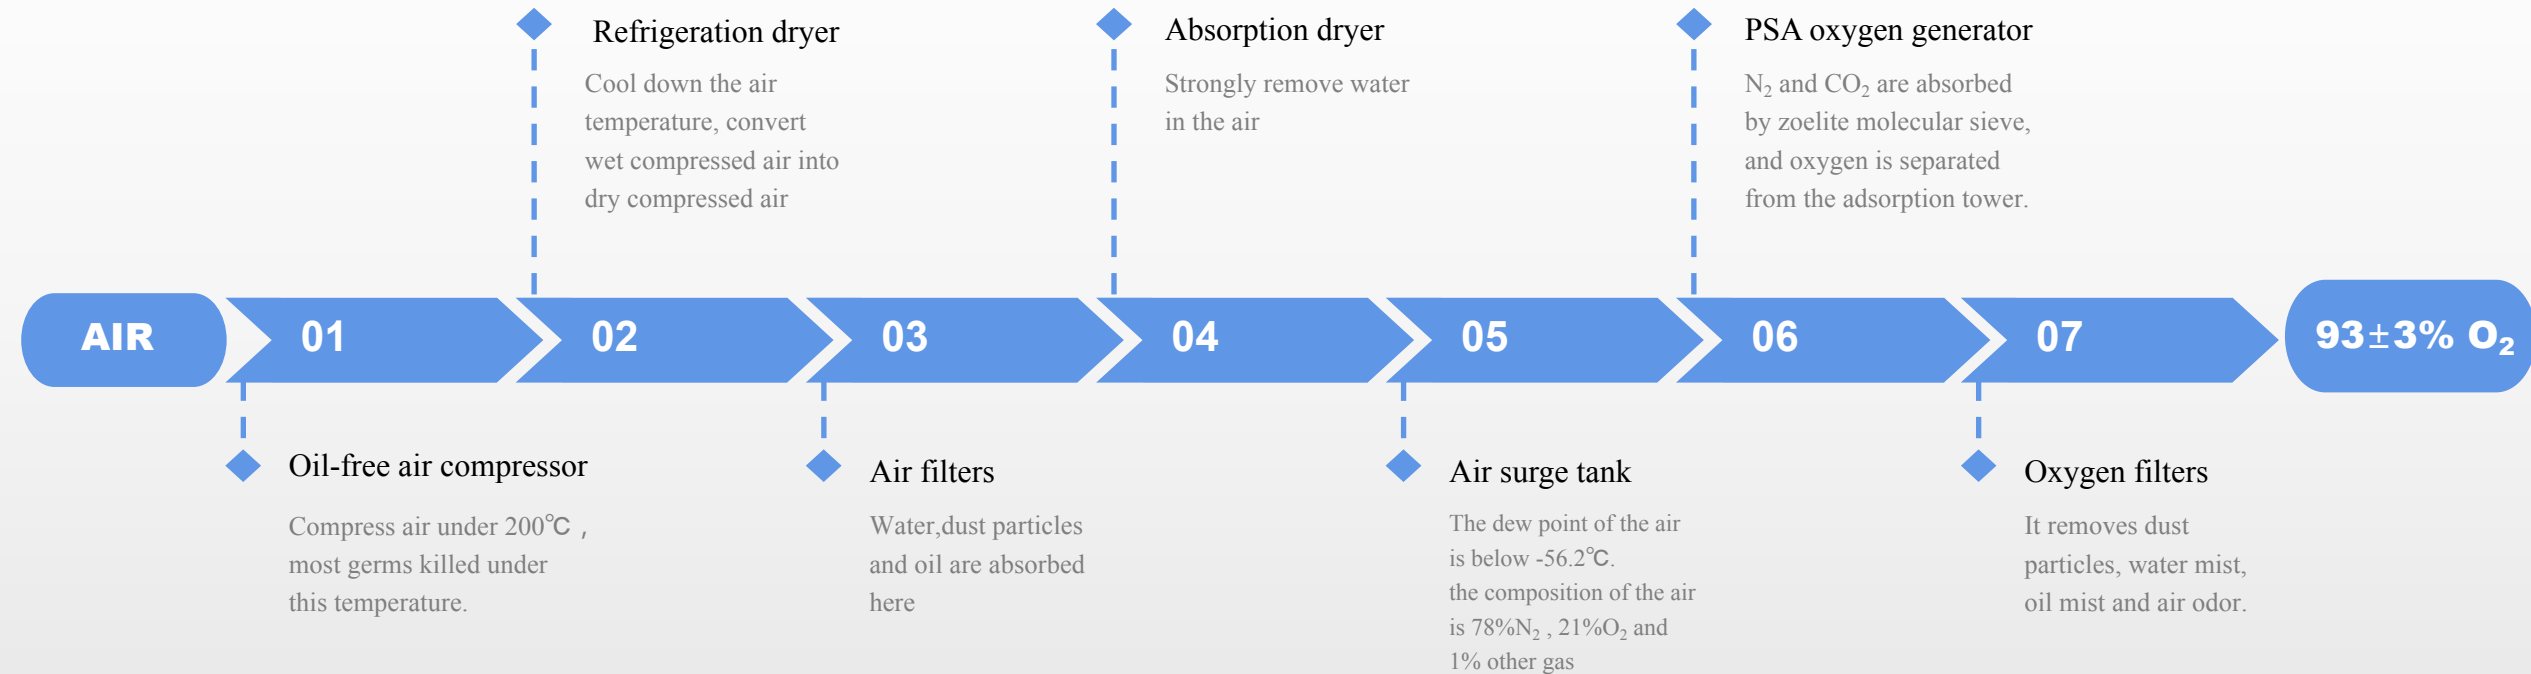 Refrigeration dryer
Cool down the air
temperature, convert
wet compressed air into
dry compressed air
Absorption dryer
Strongly remove water
in the air
PSA oxygen generator
N₂ and CO₂ are absorbed
by zoelite molecular sieve,
and oxygen is separated
from the adsorption tower.
AIR
01
02
03
04
05
06
07
93±3% O₂
Oil-free air compressor
Compress air under 200℃ ,
most germs killed under
this temperature.
Air filters
Water,dust particles
and oil are absorbed
here
Air surge tank
The dew point of the air
is below -56.2℃.
the composition of the air
is 78%N₂ , 21%O₂ and
1% other gas
Oxygen filters
It removes dust
particles, water mist,
oil mist and air odor.